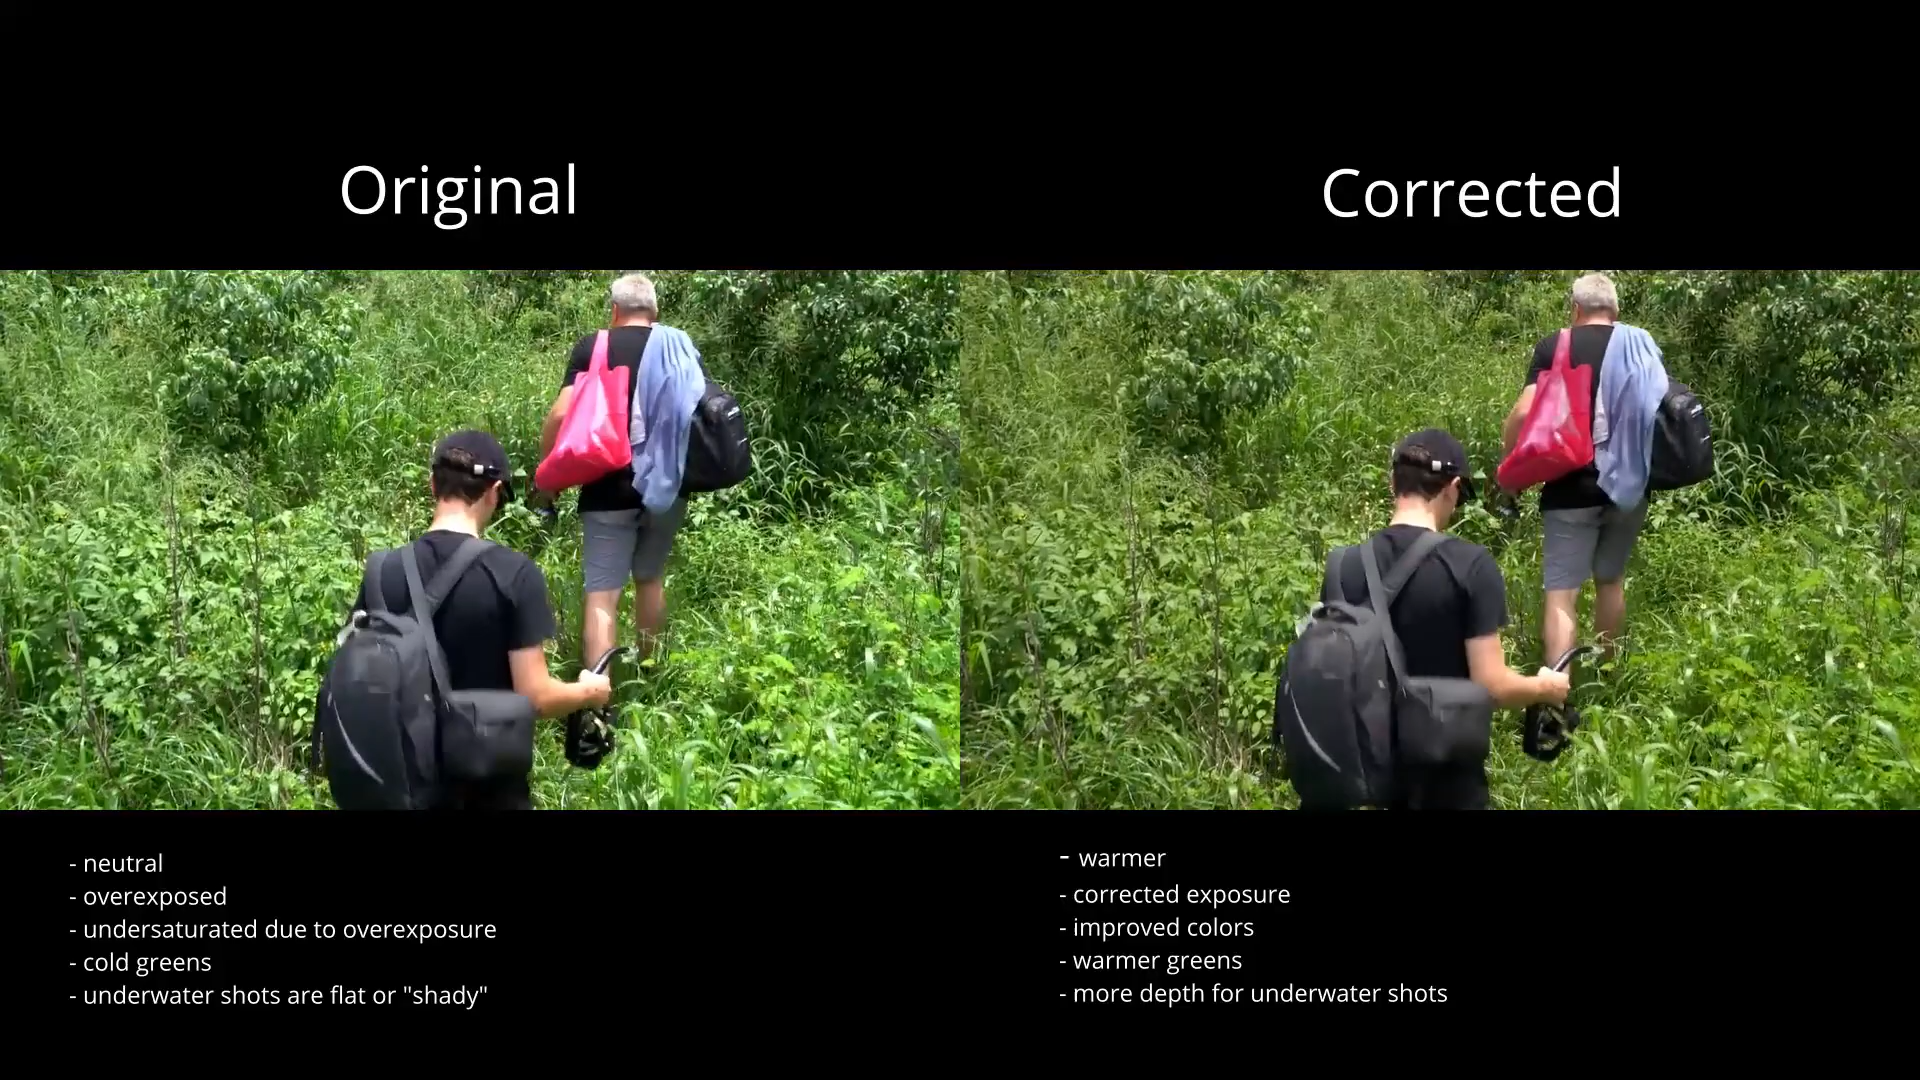 Original
Corrected
- neutral
- overexposed
- undersaturated due to overexposure
- cold greens
- underwater shots are flat or "shady"
- warmer
- corrected exposure
- improved colors
- warmer greens
- more depth for underwater shots